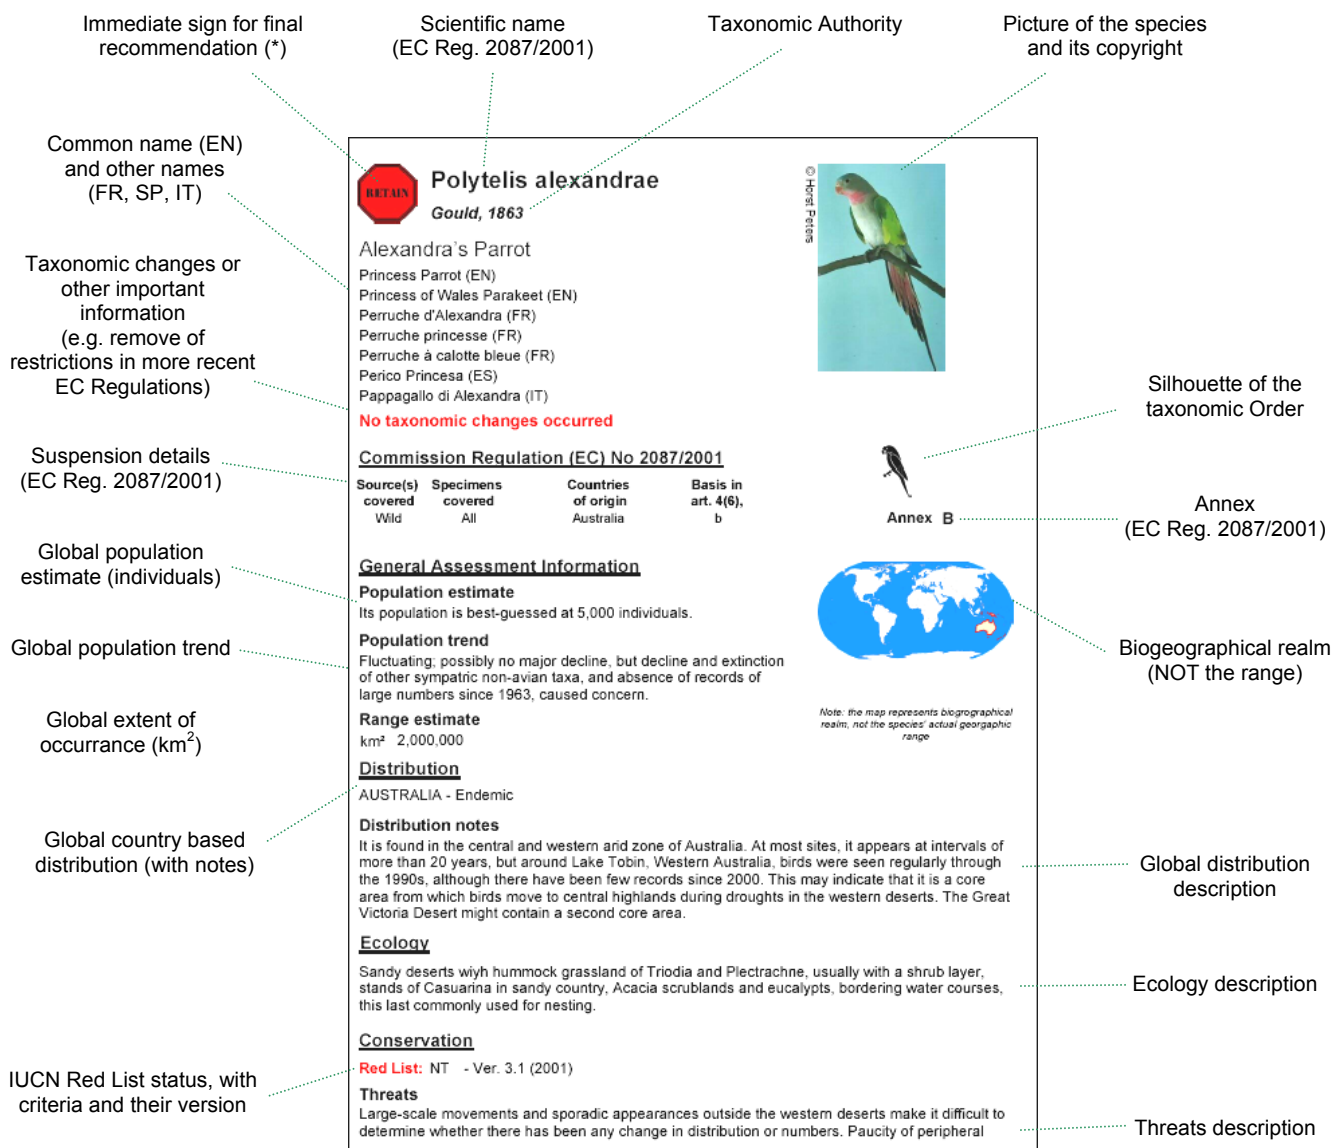 Immediate sign for final
recommendation (*)
Scientific name
(EC Reg. 2087/2001)
Taxonomic Authority
Picture of the species
and its copyright
Common name (EN)
and other names
(FR, SP, IT)
Taxonomic changes or
other important
information
(e.g. remove of
restrictions in more recent
EC Regulations)
Suspension details
(EC Reg. 2087/2001)
Global population
estimate (individuals)
Global population trend
Global extent of
occurrance (km²)
Global country based
distribution (with notes)
IUCN Red List status, with
criteria and their version
RETAIN
Polytelis alexandrae
Gould, 1863
Alexandra's Parrot
Princess Parrot (EN)
Princess of Wales Parakeet (EN)
Perruche d'Alexandra (FR)
Perruche princesse (FR)
Perruche à calotte bleue (FR)
Perico Princesa (ES)
Pappagallo di Alexandra (IT)
No taxonomic changes occurred
© Horst Peters
Commission Regulation (EC) No 2087/2001
Source(s) covered Specimens covered Countries of origin Basis in art. 4(6),
Wild All Australia b
Annex B
General Assessment Information
Population estimate
Its population is best-guessed at 5,000 individuals.
Population trend
Fluctuating; possibly no major decline, but decline and extinction
of other sympatric non-avian taxa, and absence of records of
large numbers since 1963, caused concern.
Range estimate
km² 2,000,000
Note: the map represents biogrographical
realm, not the species' actual georgaphic
range
Distribution
AUSTRALIA - Endemic
Distribution notes
It is found in the central and western arid zone of Australia. At most sites, it appears at intervals of
more than 20 years, but around Lake Tobin, Western Australia, birds were seen regularly through
the 1990s, although there have been few records since 2000. This may indicate that it is a core
area from which birds move to central highlands during droughts in the western deserts. The Great
Victoria Desert might contain a second core area.
Ecology
Sandy deserts wiyh hummock grassland of Triodia and Plectrachne, usually with a shrub layer,
stands of Casuarina in sandy country, Acacia scrublands and eucalypts, bordering water courses,
this last commonly used for nesting.
Conservation
Red List: NT - Ver. 3.1 (2001)
Threats
Large-scale movements and sporadic appearances outside the western deserts make it difficult to
determine whether there has been any change in distribution or numbers. Paucity of peripheral
Silhouette of the
taxonomic Order
Annex
(EC Reg. 2087/2001)
Biogeographical realm
(NOT the range)
Global distribution
description
Ecology description
Threats description